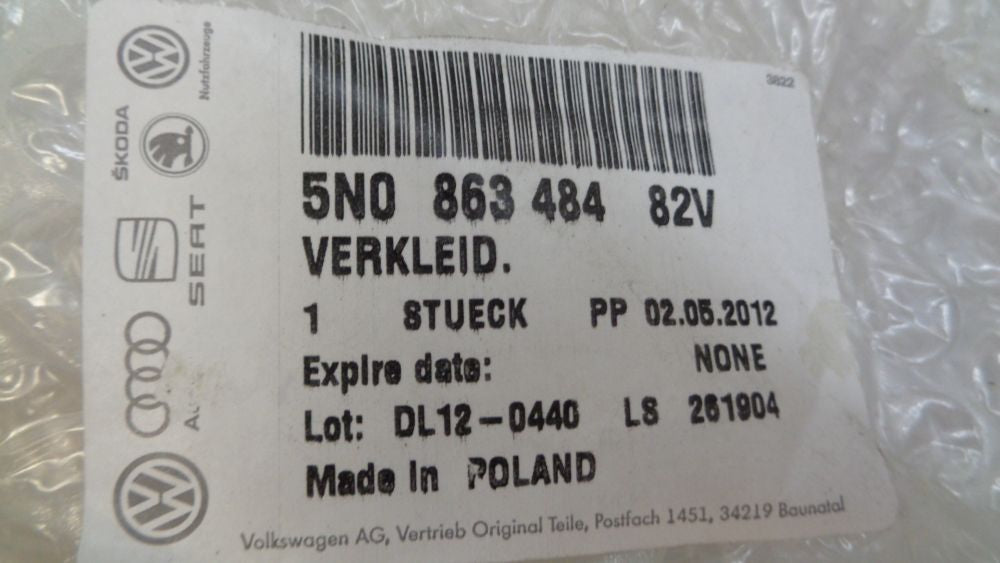 3822
5N0 863 484 82V
VERKLEID.
1 STUECK PP 02.05.2012
Expire date: NONE
Lot: DL12-0440 LS 261904
Made in POLAND
Volkswagen AG, Vertrieb Original Teile, Postfach 1451, 34219 Baunatal
Nutzfahrzeuge
ŠKODA
SEAT